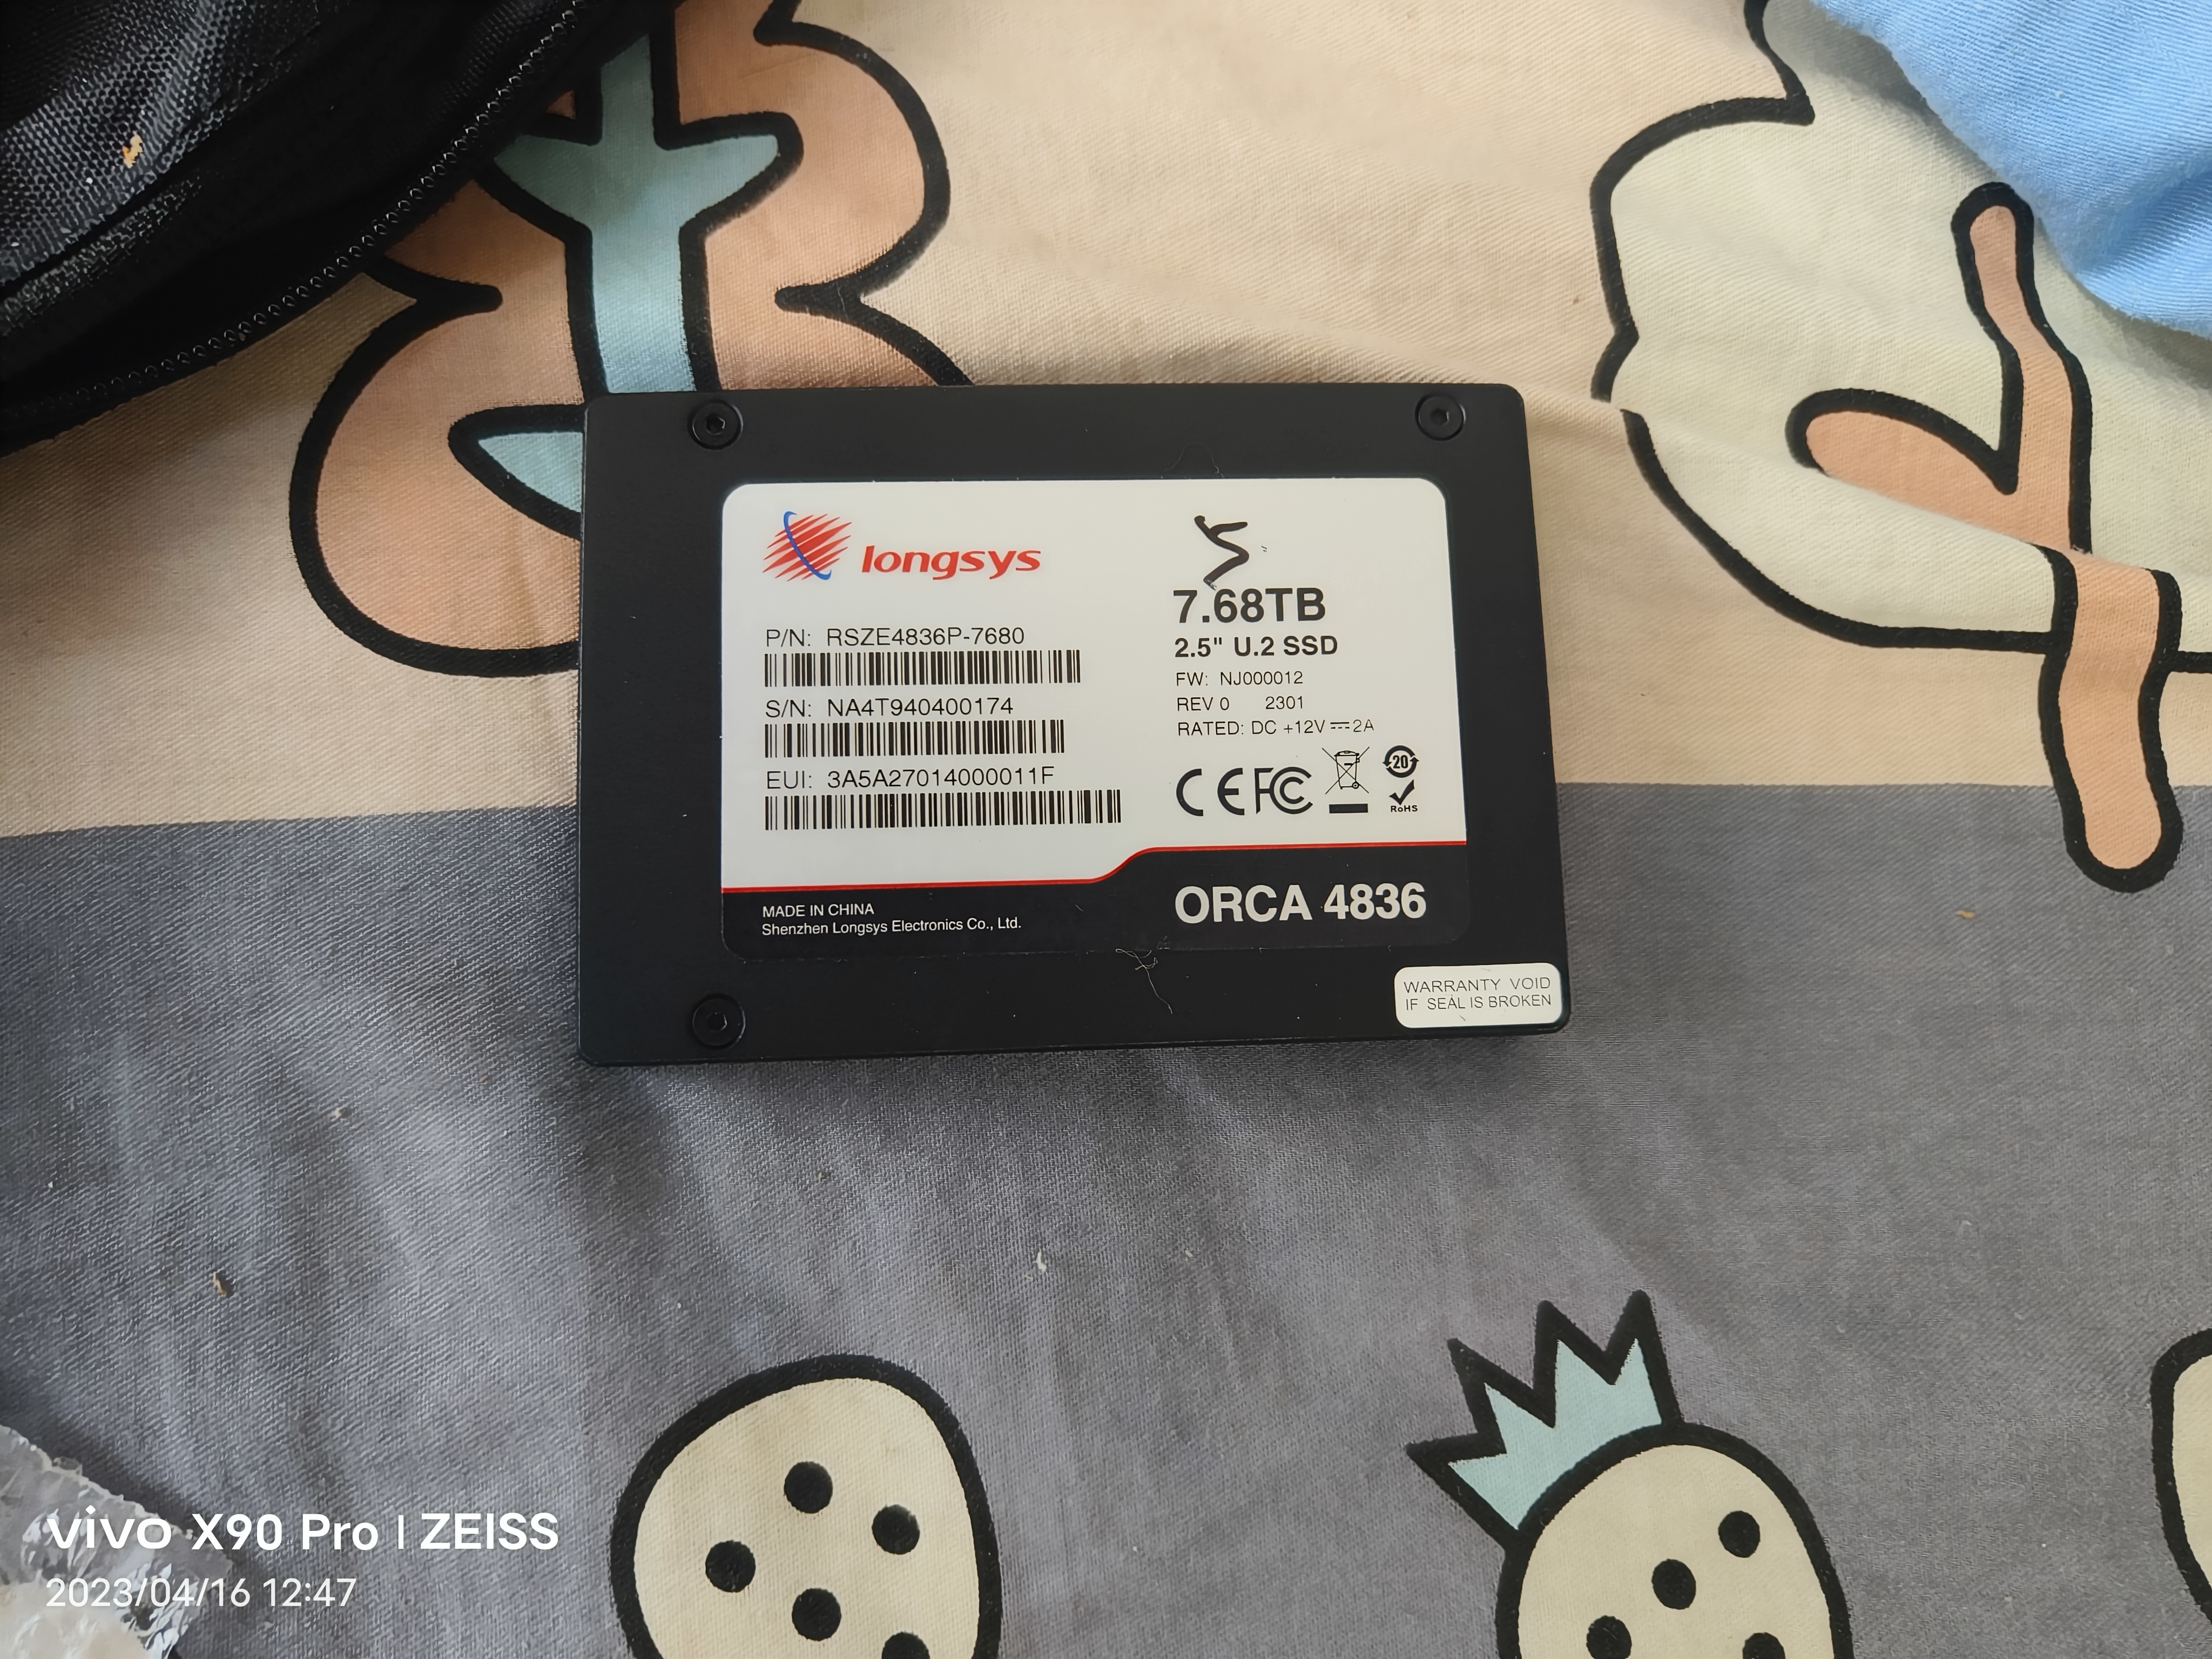 longsys
5
7.68TB
2.5" U.2 SSD
P/N: RSZE4836P-7680
S/N: NA4T940400174
EUI: 3A5A27014000011F
FW: NJ000012
REV 0 2301
RATED: DC +12V ⎓ 2A
CE FC
20
RoHS
MADE IN CHINA
Shenzhen Longsys Electronics Co., Ltd.
ORCA 4836
WARRANTY VOID
IF SEAL IS BROKEN
vivo X90 Pro | ZEISS
2023/04/16 12:47